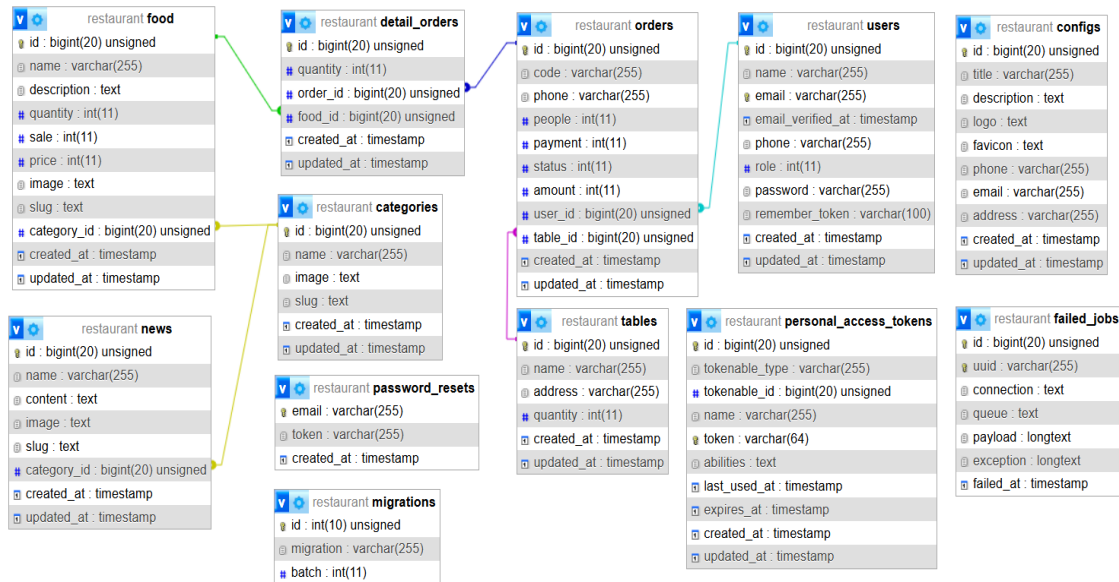 restaurant food
id : bigint(20) unsigned
name : varchar(255)
description : text
quantity : int(11)
sale : int(11)
price : int(11)
image : text
slug : text
category_id : bigint(20) unsigned
created_at : timestamp
updated_at : timestamp
restaurant detail_orders
id : bigint(20) unsigned
quantity : int(11)
order_id : bigint(20) unsigned
food_id : bigint(20) unsigned
created_at : timestamp
updated_at : timestamp
restaurant orders
id : bigint(20) unsigned
code : varchar(255)
phone : varchar(255)
people : int(11)
payment : int(11)
status : int(11)
amount : int(11)
user_id : bigint(20) unsigned
table_id : bigint(20) unsigned
created_at : timestamp
updated_at : timestamp
restaurant users
id : bigint(20) unsigned
name : varchar(255)
email : varchar(255)
email_verified_at : timestamp
phone : varchar(255)
role : int(11)
password : varchar(255)
remember_token : varchar(100)
created_at : timestamp
updated_at : timestamp
restaurant configs
id : bigint(20) unsigned
title : varchar(255)
description : text
logo : text
favicon : text
phone : varchar(255)
email : varchar(255)
address : varchar(255)
created_at : timestamp
updated_at : timestamp
restaurant categories
id : bigint(20) unsigned
name : varchar(255)
image : text
slug : text
created_at : timestamp
updated_at : timestamp
restaurant news
id : bigint(20) unsigned
name : varchar(255)
content : text
image : text
slug : text
category_id : bigint(20) unsigned
created_at : timestamp
updated_at : timestamp
restaurant password_resets
email : varchar(255)
token : varchar(255)
created_at : timestamp
restaurant migrations
id : int(10) unsigned
migration : varchar(255)
batch : int(11)
restaurant tables
id : bigint(20) unsigned
name : varchar(255)
address : varchar(255)
quantity : int(11)
created_at : timestamp
updated_at : timestamp
restaurant personal_access_tokens
id : bigint(20) unsigned
tokenable_type : varchar(255)
tokenable_id : bigint(20) unsigned
name : varchar(255)
token : varchar(64)
abilities : text
last_used_at : timestamp
expires_at : timestamp
created_at : timestamp
updated_at : timestamp
restaurant failed_jobs
id : bigint(20) unsigned
uuid : varchar(255)
connection : text
queue : text
payload : longtext
exception : longtext
failed_at : timestamp